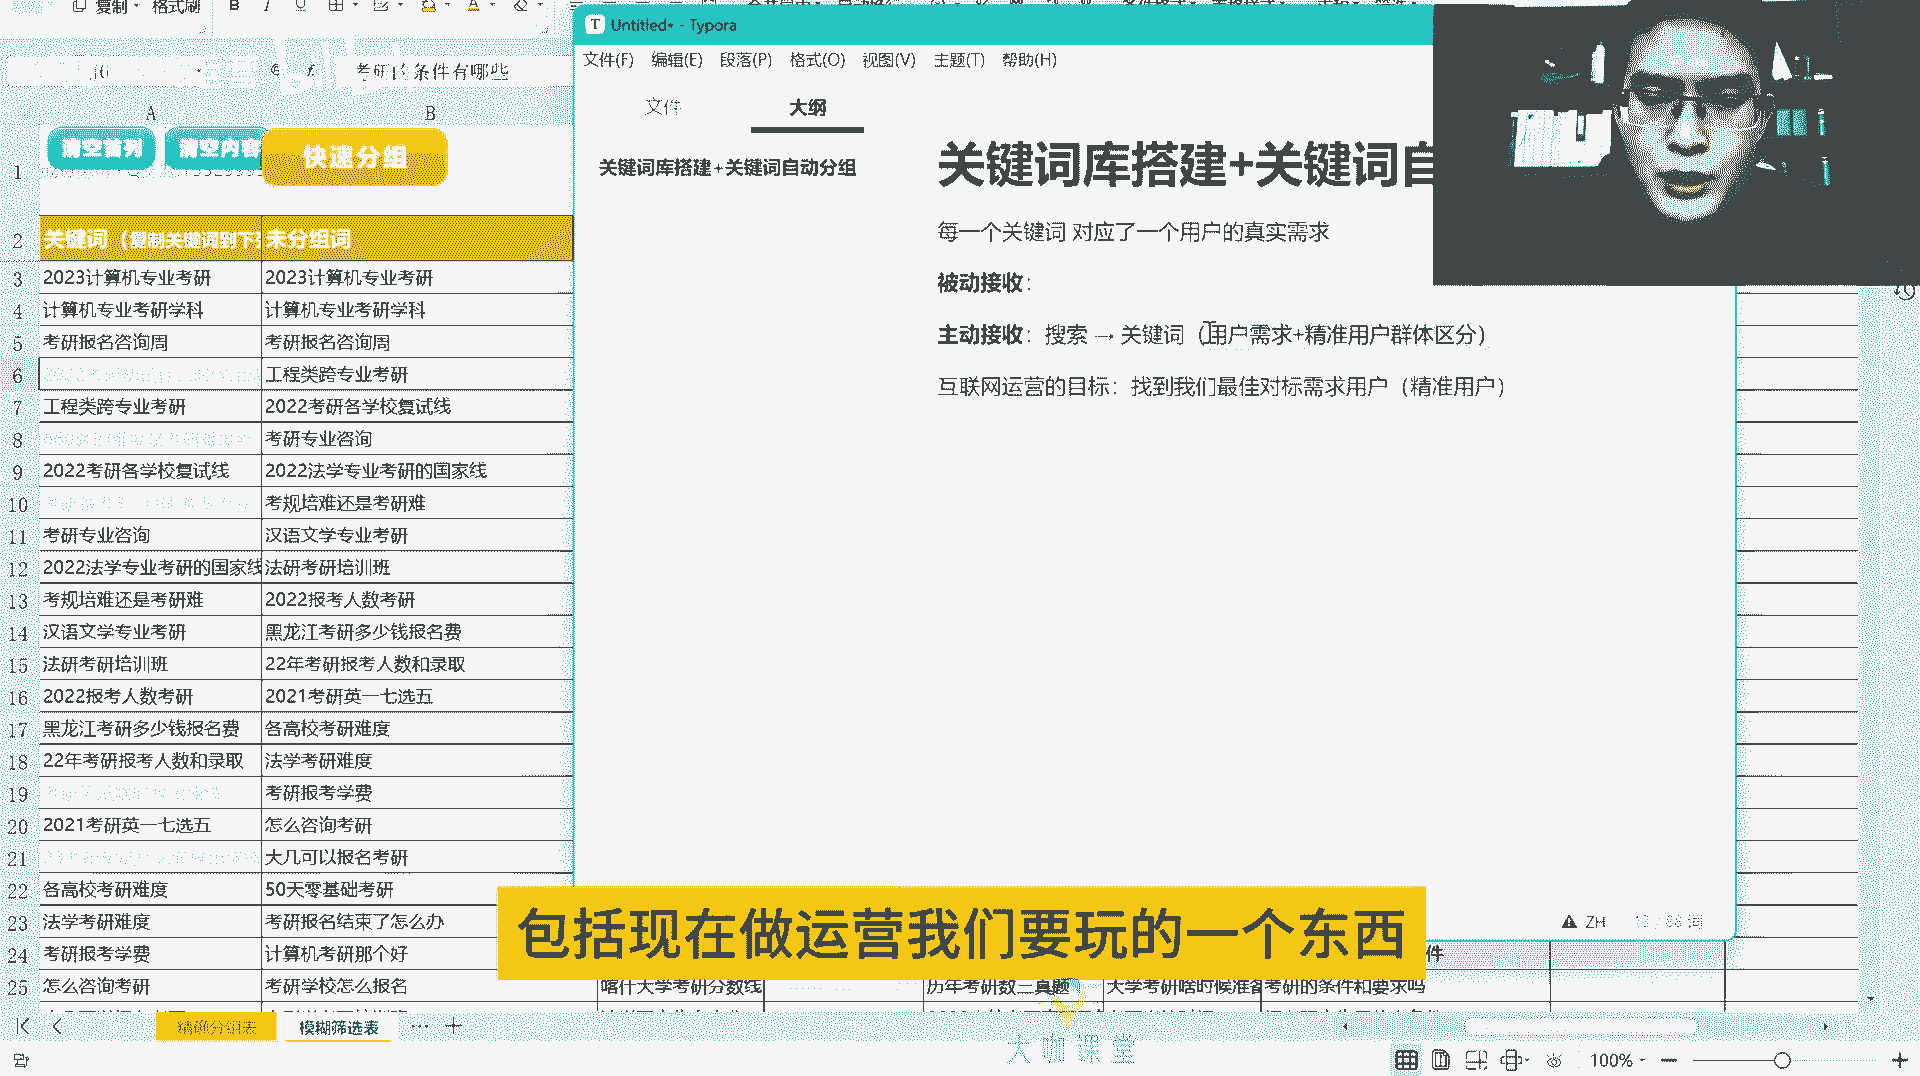 复制
格式刷
考研的条件有哪些
A
B
清空首列
清空内容
快速分组
1
2
关键词（复制关键词到下
未分组词
3
2023计算机专业考研
2023计算机专业考研
4
计算机专业考研学科
计算机专业考研学科
5
考研报名咨询周
考研报名咨询周
6
工程类跨专业考研
7
工程类跨专业考研
2022考研各学校复试线
8
考研专业咨询
9
2022考研各学校复试线
2022法学专业考研的国家线
10
考规培难还是考研难
11
考研专业咨询
汉语文学专业考研
12
2022法学专业考研的国家线
法研考研培训班
13
考规培难还是考研难
2022报考人数考研
14
汉语文学专业考研
黑龙江考研多少钱报名费
15
法研考研培训班
22年考研报考人数和录取
16
2022报考人数考研
2021考研英一七选五
17
黑龙江考研多少钱报名费
各高校考研难度
18
22年考研报考人数和录取
法学考研难度
19
考研报考学费
20
2021考研英一七选五
怎么咨询考研
21
大几可以报名考研
22
各高校考研难度
50天零基础考研
23
法学考研难度
考研报名结束了怎么办
24
考研报考学费
计算机考研那个好
25
怎么咨询考研
考研学校怎么报名
喀什大学考研分数线
历年考研数三真题
大学考研啥时候准备
考研的条件和要求吗
件
精确分组表
模糊筛选表
100%
T Untitled• - Typora
文件(F) 编辑(E) 段落(P) 格式(O) 视图(V) 主题(T) 帮助(H)
文件
大纲
关键词库搭建+关键词自动分组
关键词库搭建+关键词自
每一个关键词 对应了一个用户的真实需求
被动接收：
主动接收：搜索 → 关键词（用户需求+精准用户群体区分）
互联网运营的目标：找到我们最佳对标需求用户（精准用户）
ZH
包括现在做运营我们要玩的一个东西
大咖课堂